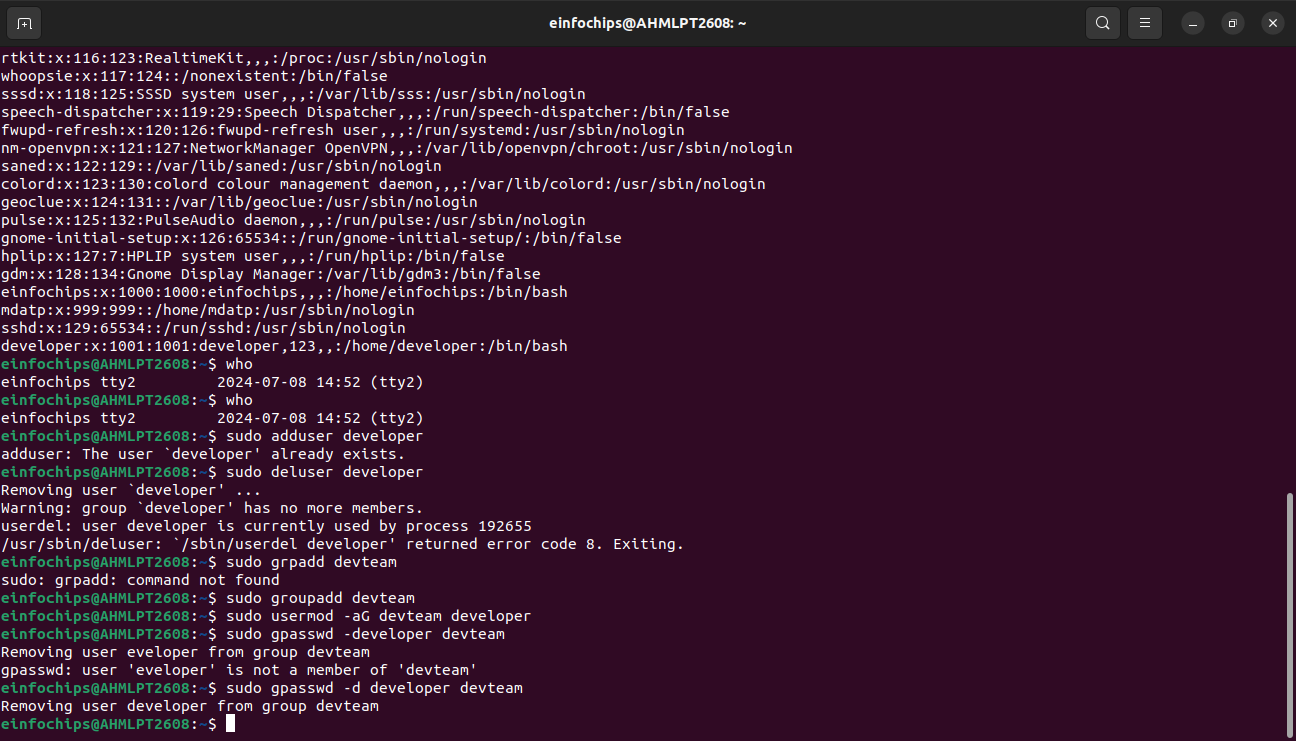 einfochips@AHMLPT2608: ~
rtkit:x:116:123:RealtimeKit,,,:/proc:/usr/sbin/nologin
whoopsie:x:117:124::/nonexistent:/bin/false
sssd:x:118:125:SSSD system user,,,:/var/lib/sss:/usr/sbin/nologin
speech-dispatcher:x:119:29:Speech Dispatcher,,,:/run/speech-dispatcher:/bin/false
fwupd-refresh:x:120:126:fwupd-refresh user,,,:/run/systemd:/usr/sbin/nologin
nm-openvpn:x:121:127:NetworkManager OpenVPN,,,:/var/lib/openvpn/chroot:/usr/sbin/nologin
saned:x:122:129::/var/lib/saned:/usr/sbin/nologin
colord:x:123:130:colord colour management daemon,,,:/var/lib/colord:/usr/sbin/nologin
geoclue:x:124:131::/var/lib/geoclue:/usr/sbin/nologin
pulse:x:125:132:PulseAudio daemon,,,:/run/pulse:/usr/sbin/nologin
gnome-initial-setup:x:126:65534::/run/gnome-initial-setup/:/bin/false
hplip:x:127:7:HPLIP system user,,,:/run/hplip:/bin/false
gdm:x:128:134:Gnome Display Manager:/var/lib/gdm3:/bin/false
einfochips:x:1000:1000:einfochips,,,:/home/einfochips:/bin/bash
mdatp:x:999:999::/home/mdatp:/usr/sbin/nologin
sshd:x:129:65534::/run/sshd:/usr/sbin/nologin
developer:x:1001:1001:developer,123,,:/home/developer:/bin/bash
einfochips@AHMLPT2608:~$ who
einfochips tty2         2024-07-08 14:52 (tty2)
einfochips@AHMLPT2608:~$ who
einfochips tty2         2024-07-08 14:52 (tty2)
einfochips@AHMLPT2608:~$ sudo adduser developer
adduser: The user `developer' already exists.
einfochips@AHMLPT2608:~$ sudo deluser developer
Removing user `developer' ...
Warning: group `developer' has no more members.
userdel: user developer is currently used by process 192655
/usr/sbin/deluser: `/sbin/userdel developer' returned error code 8. Exiting.
einfochips@AHMLPT2608:~$ sudo grpadd devteam
sudo: grpadd: command not found
einfochips@AHMLPT2608:~$ sudo groupadd devteam
einfochips@AHMLPT2608:~$ sudo usermod -aG devteam developer
einfochips@AHMLPT2608:~$ sudo gpasswd -developer devteam
Removing user eveloper from group devteam
gpasswd: user 'eveloper' is not a member of 'devteam'
einfochips@AHMLPT2608:~$ sudo gpasswd -d developer devteam
Removing user developer from group devteam
einfochips@AHMLPT2608:~$